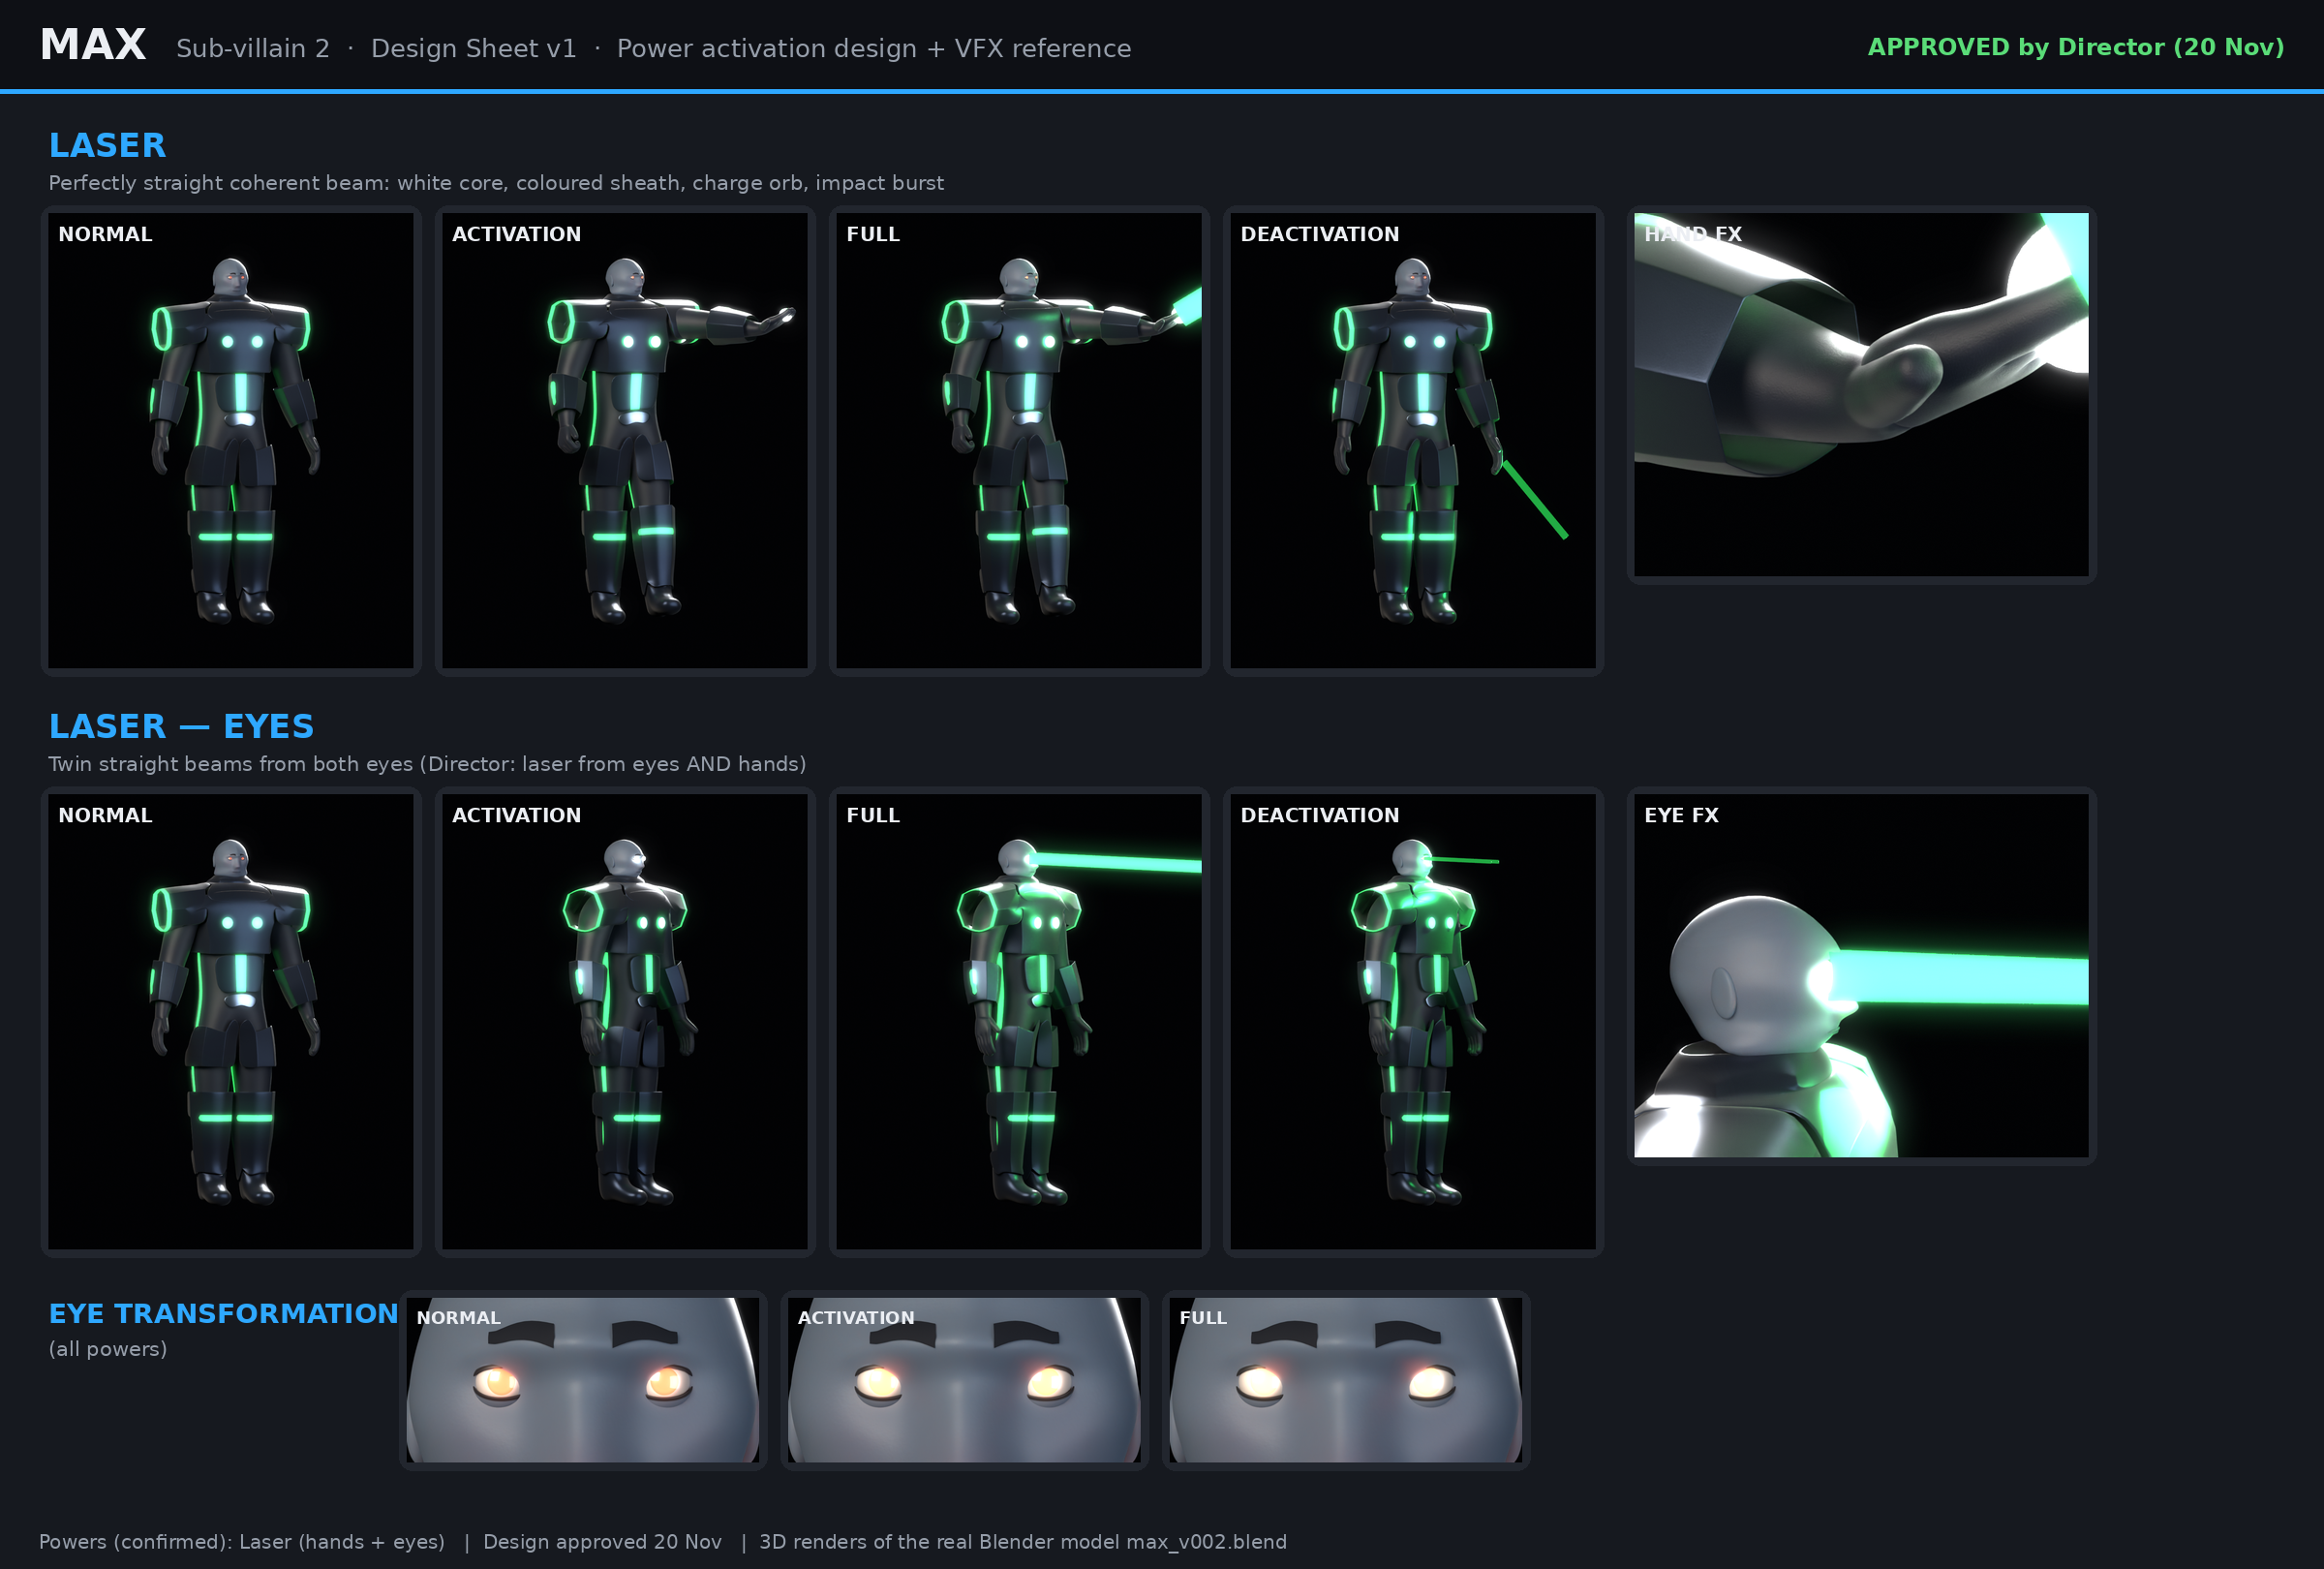 MAX Sub-villain 2 · Design Sheet v1 · Power activation design + VFX reference APPROVED by Director (20 Nov)
LASER
Perfectly straight coherent beam: white core, coloured sheath, charge orb, impact burst
NORMAL ACTIVATION FULL DEACTIVATION HAND FX
LASER — EYES
Twin straight beams from both eyes (Director: laser from eyes AND hands)
NORMAL ACTIVATION FULL DEACTIVATION EYE FX
EYE TRANSFORMATION NORMAL ACTIVATION FULL
(all powers)
Powers (confirmed): Laser (hands + eyes) | Design approved 20 Nov | 3D renders of the real Blender model max_v002.blend